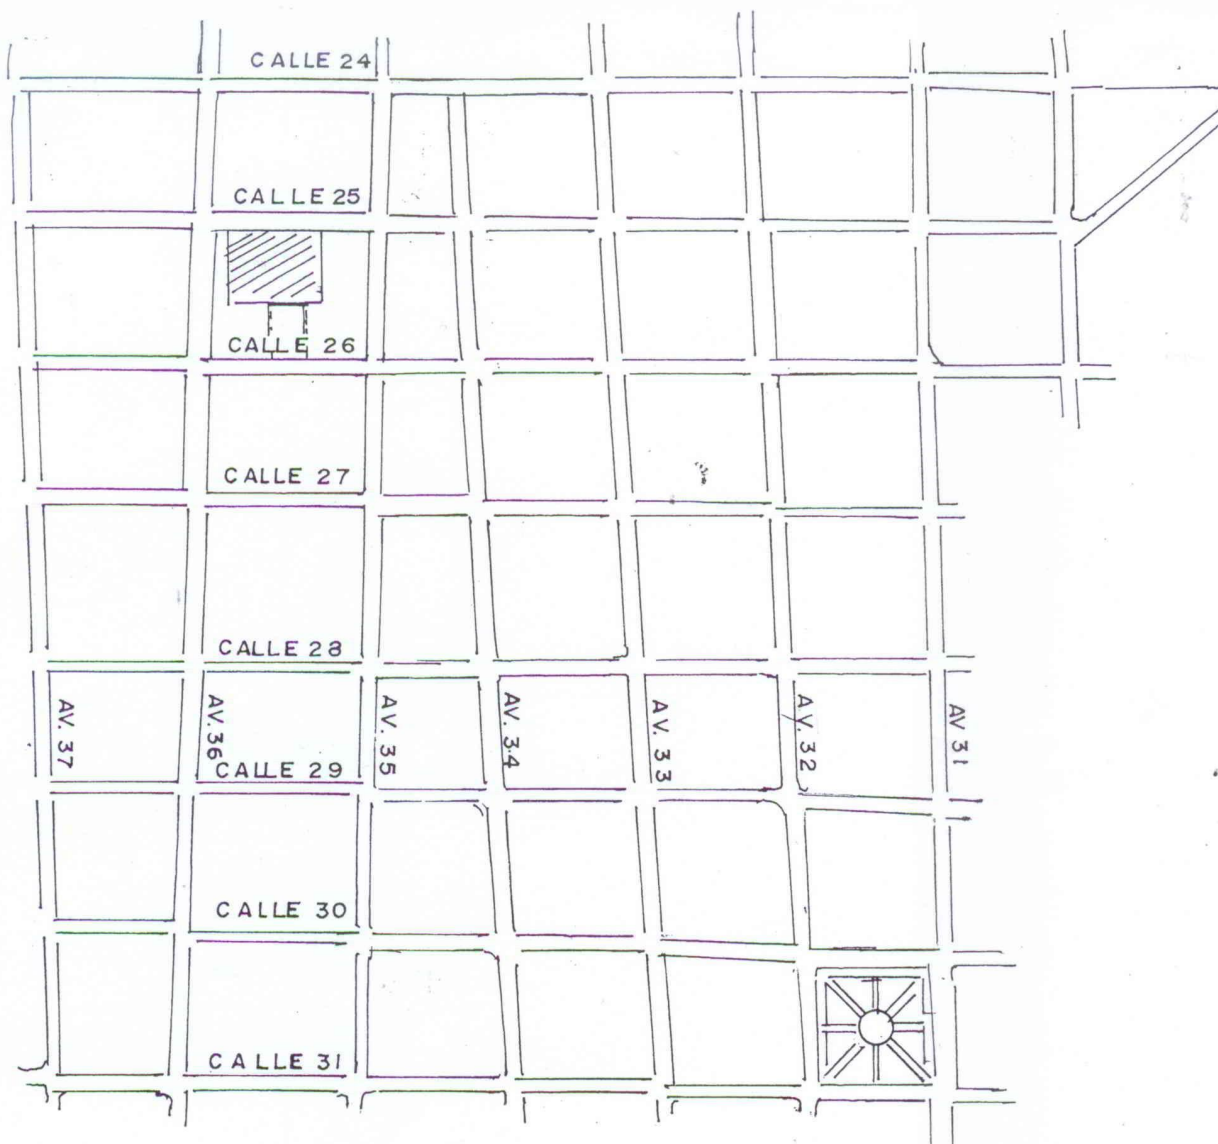 CALLE 24
CALLE 25
CALLE 26
CALLE 27
CALLE 28
AV. 37
AV. 36
AV. 35
AV. 34
AV. 33
AV. 32
AV 31
CALLE 29
CALLE 30
CALLE 31